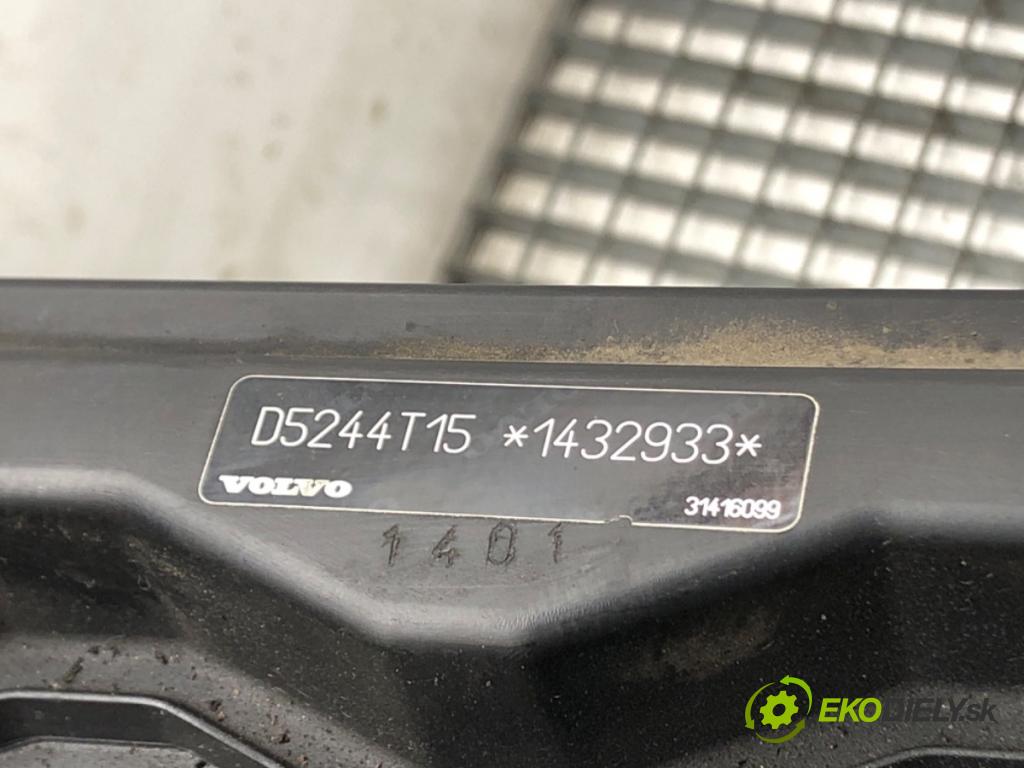 D5244T15 *1432933*
VOLVO 31416099
1401
EKODIELY.sk